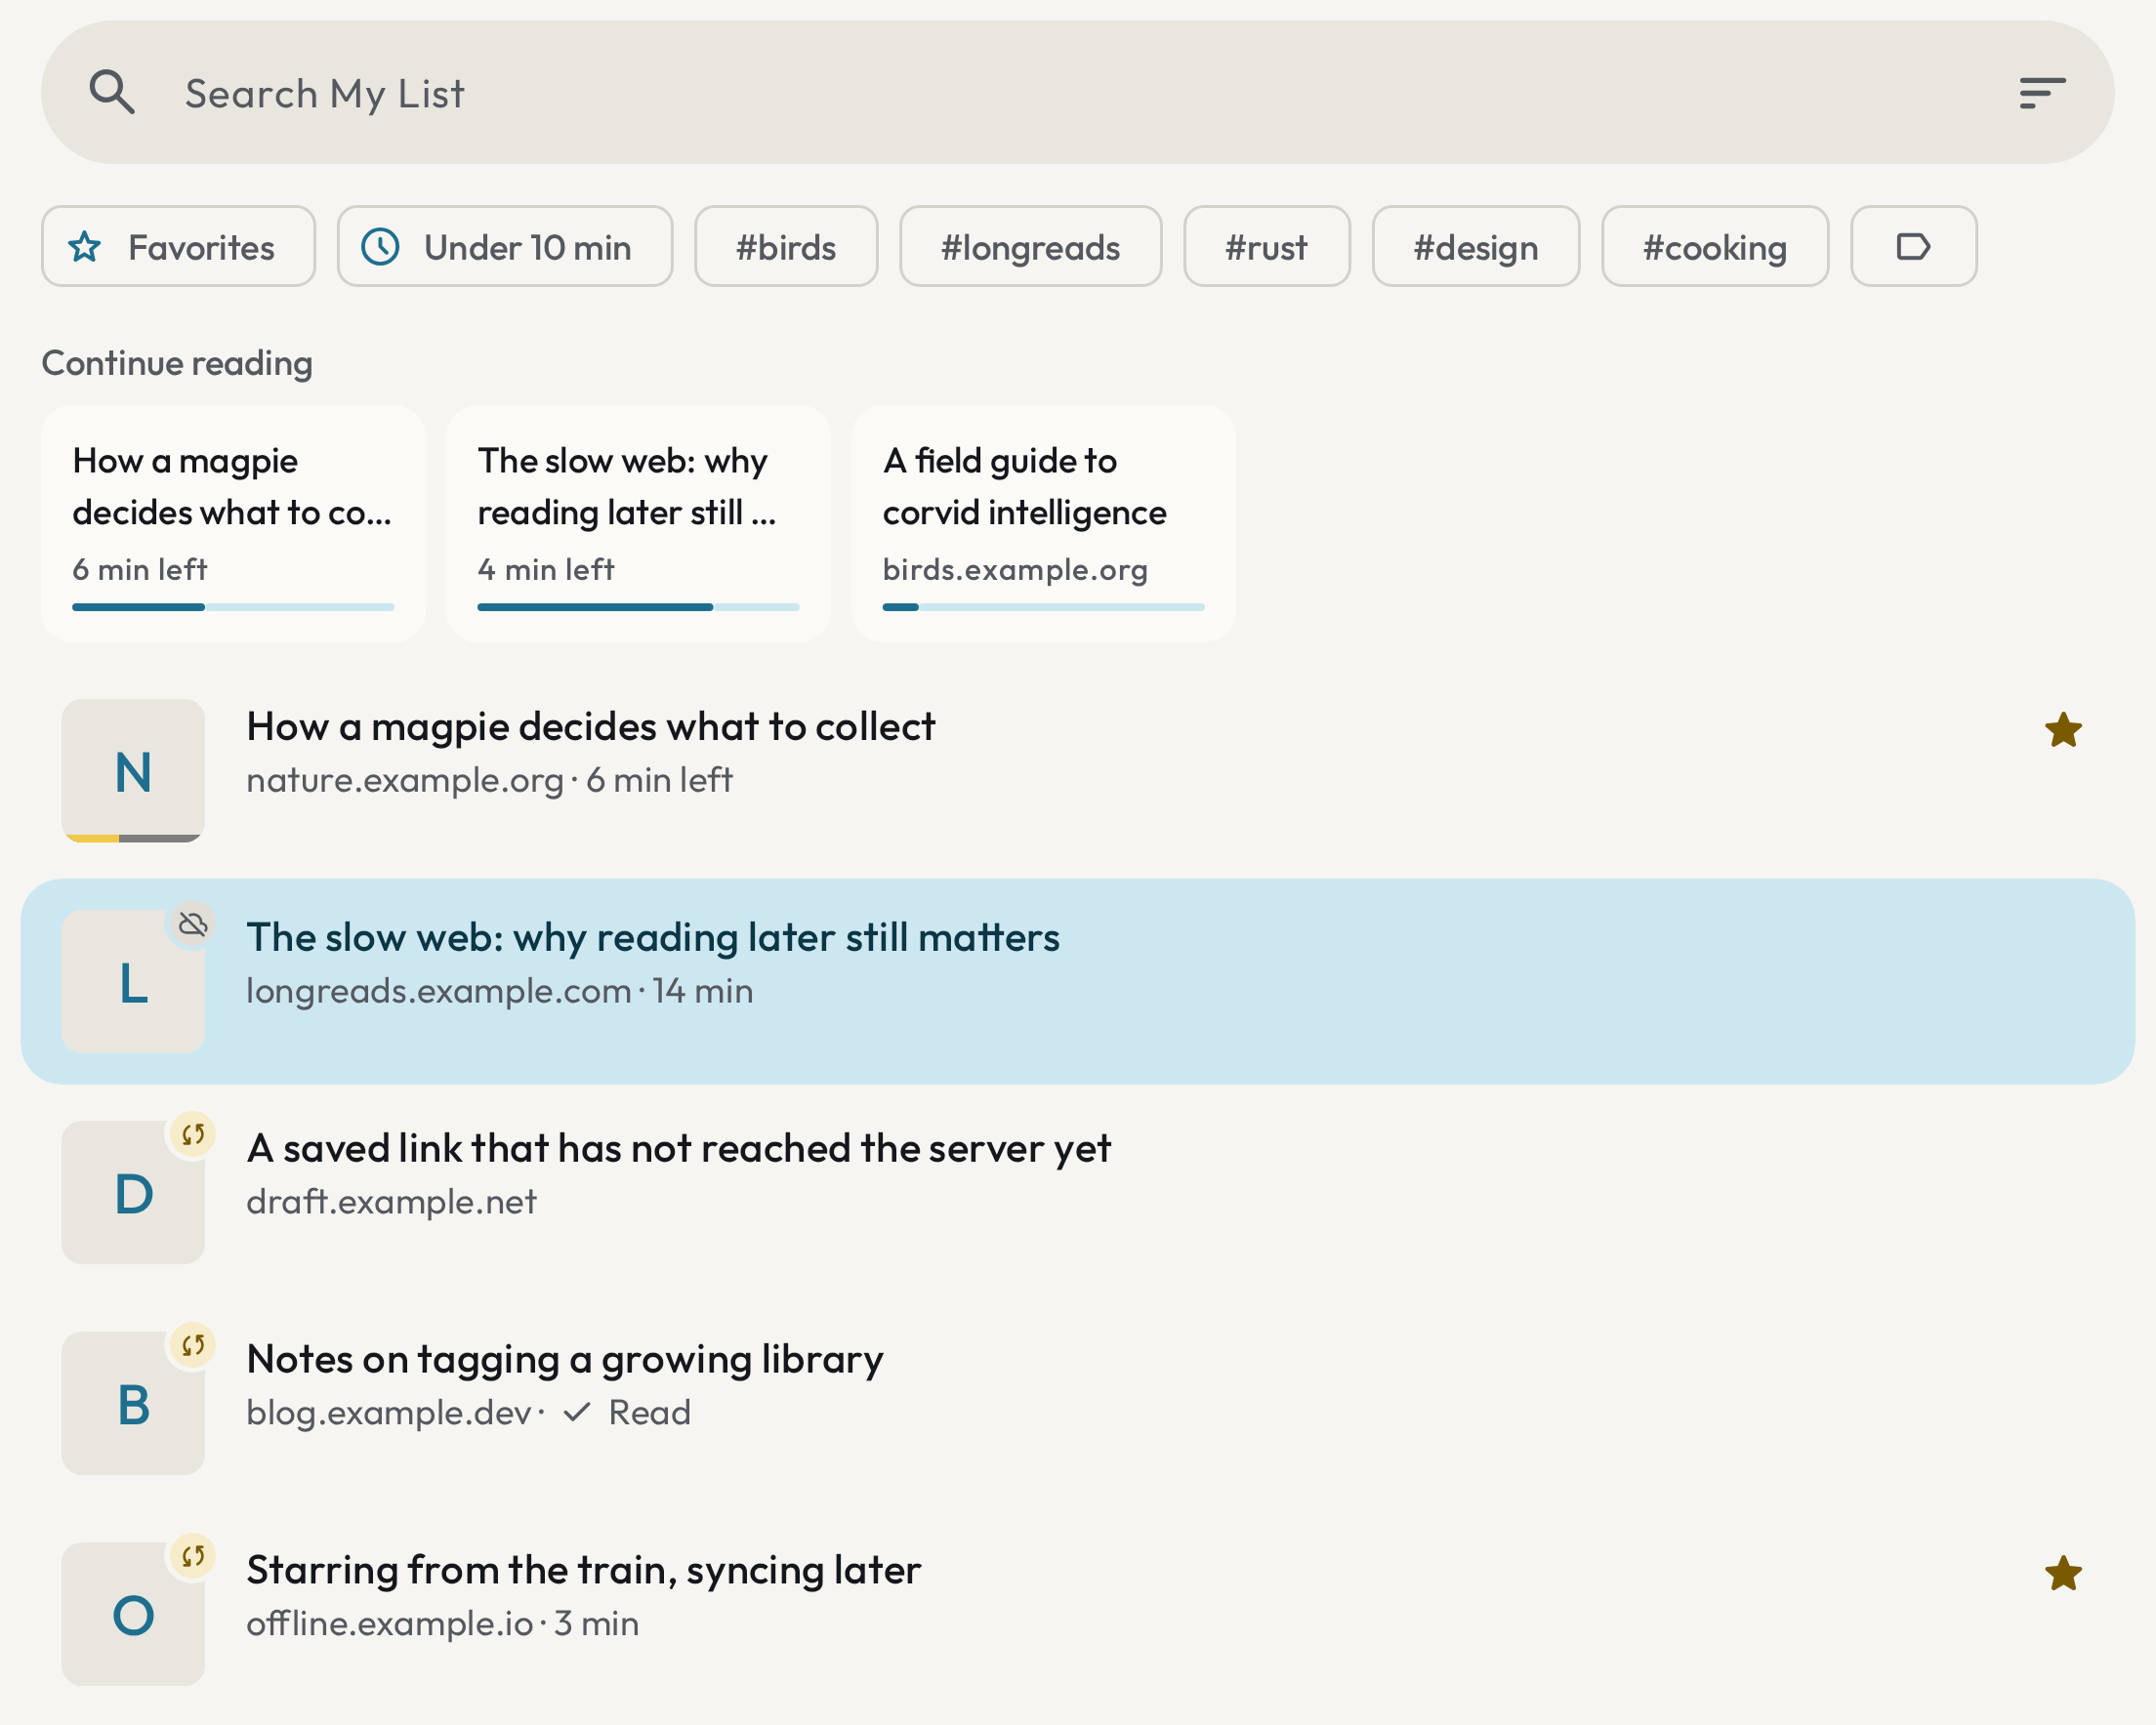 Search My List
Favorites
Under 10 min
#birds
#longreads
#rust
#design
#cooking
Continue reading
How a magpie
decides what to co...
6 min left
The slow web: why
reading later still ...
4 min left
A field guide to
corvid intelligence
birds.example.org
N
How a magpie decides what to collect
nature.example.org · 6 min left
L
The slow web: why reading later still matters
longreads.example.com · 14 min
D
A saved link that has not reached the server yet
draft.example.net
B
Notes on tagging a growing library
blog.example.dev · ✓ Read
O
Starring from the train, syncing later
offline.example.io · 3 min